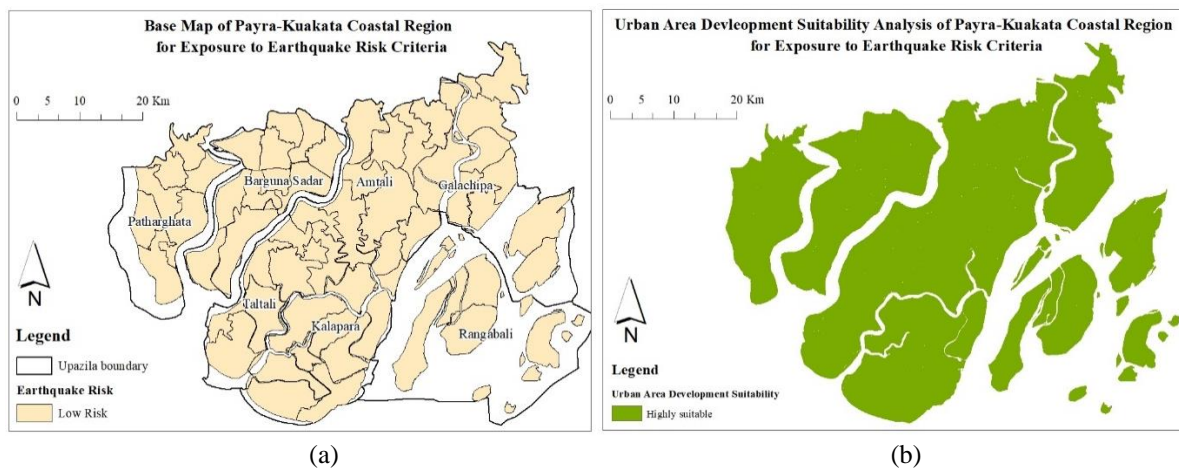 Base Map of Payra-Kuakata Coastal Region
for Exposure to Earthquake Risk Criteria
0 5 10 20 Km
Barguna Sadar
Amtali
Galachipa
Patharghata
Taltali
Kalapara
Rangabali
N
Legend
Upazila boundary
Earthquake Risk
Low Risk
(a)
Urban Area Devleopment Suitability Analysis of Payra-Kuakata Coastal Region
for Exposure to Earthquake Risk Criteria
0 5 10 20 Km
N
Legend
Urban Area Development Suitability
Highly suitable
(b)